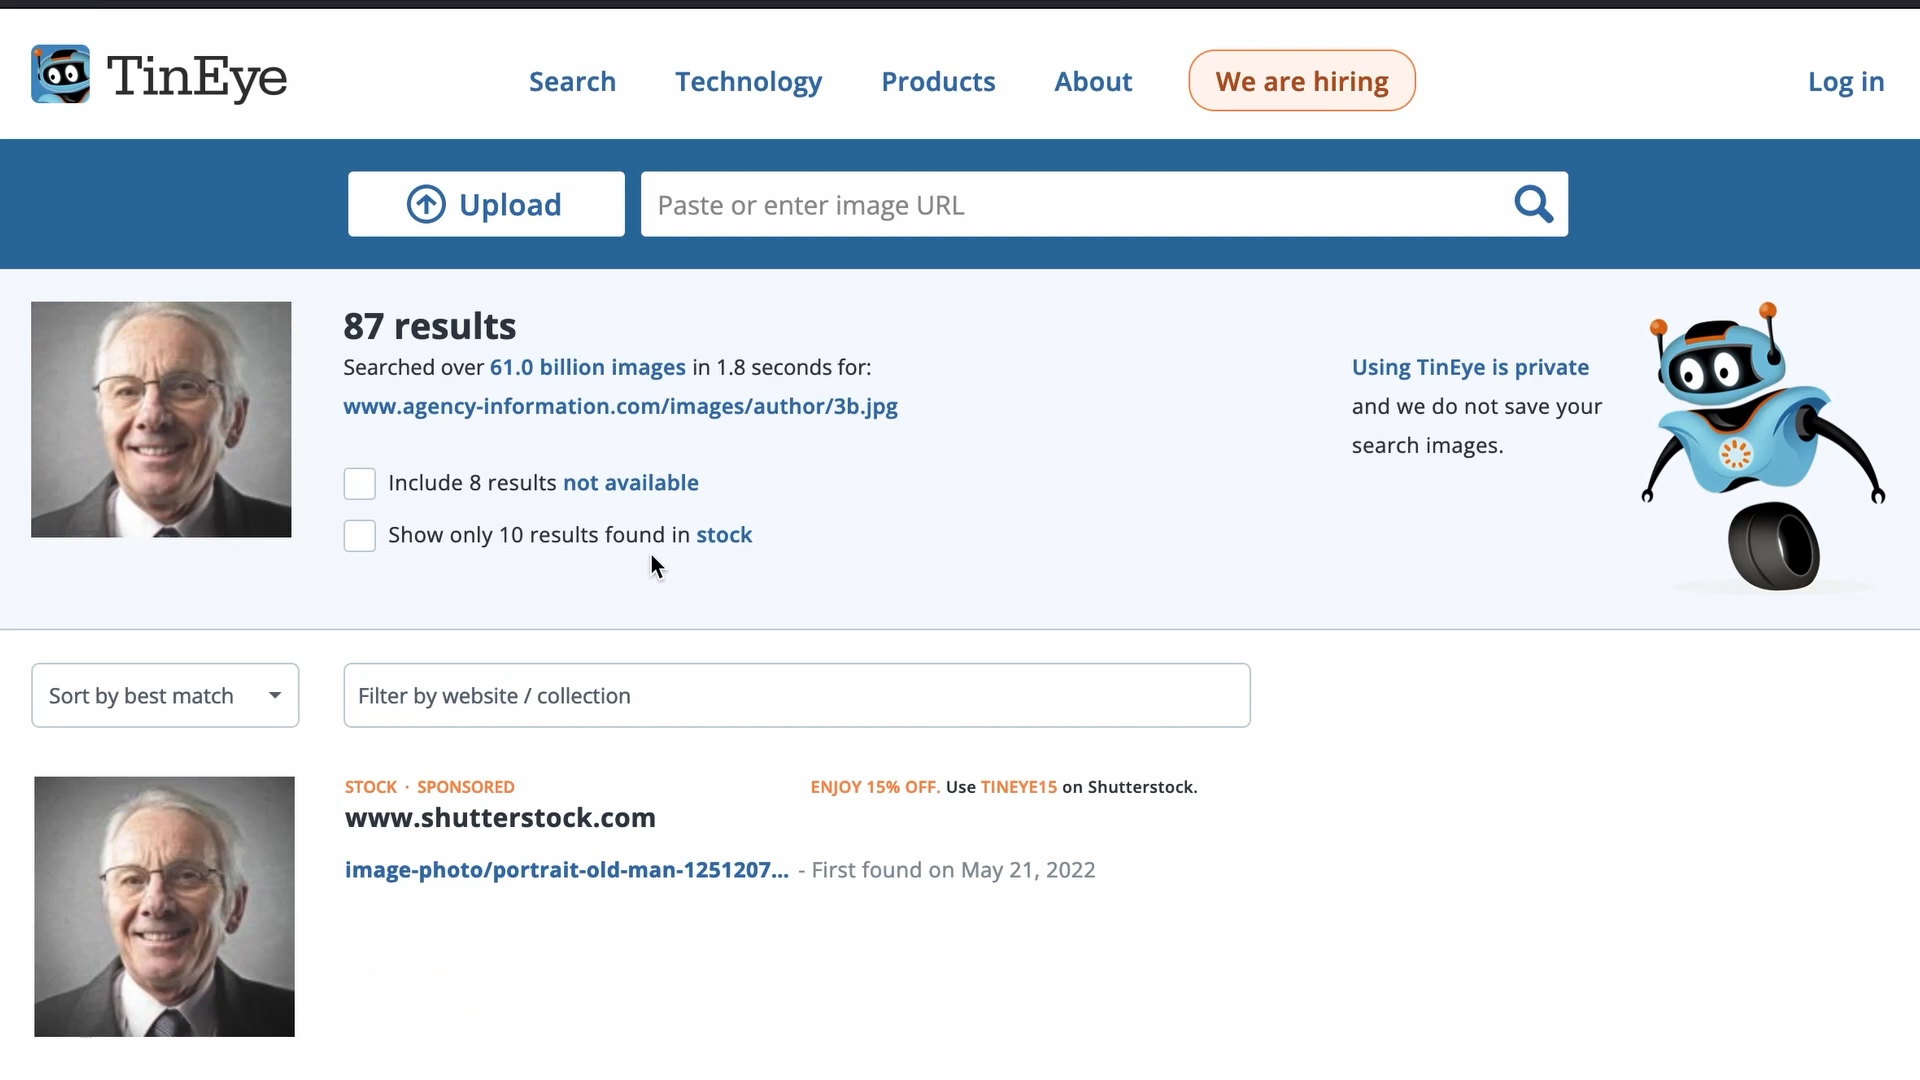 TinEye
Search
Technology
Products
About
We are hiring
Log in
Upload
Paste or enter image URL
87 results
Searched over 61.0 billion images in 1.8 seconds for:
www.agency-information.com/images/author/3b.jpg
Include 8 results not available
Show only 10 results found in stock
Using TinEye is private
and we do not save your
search images.
Sort by best match
Filter by website / collection
STOCK · SPONSORED
ENJOY 15% OFF. Use TINEYE15 on Shutterstock.
www.shutterstock.com
image-photo/portrait-old-man-1251207... - First found on May 21, 2022